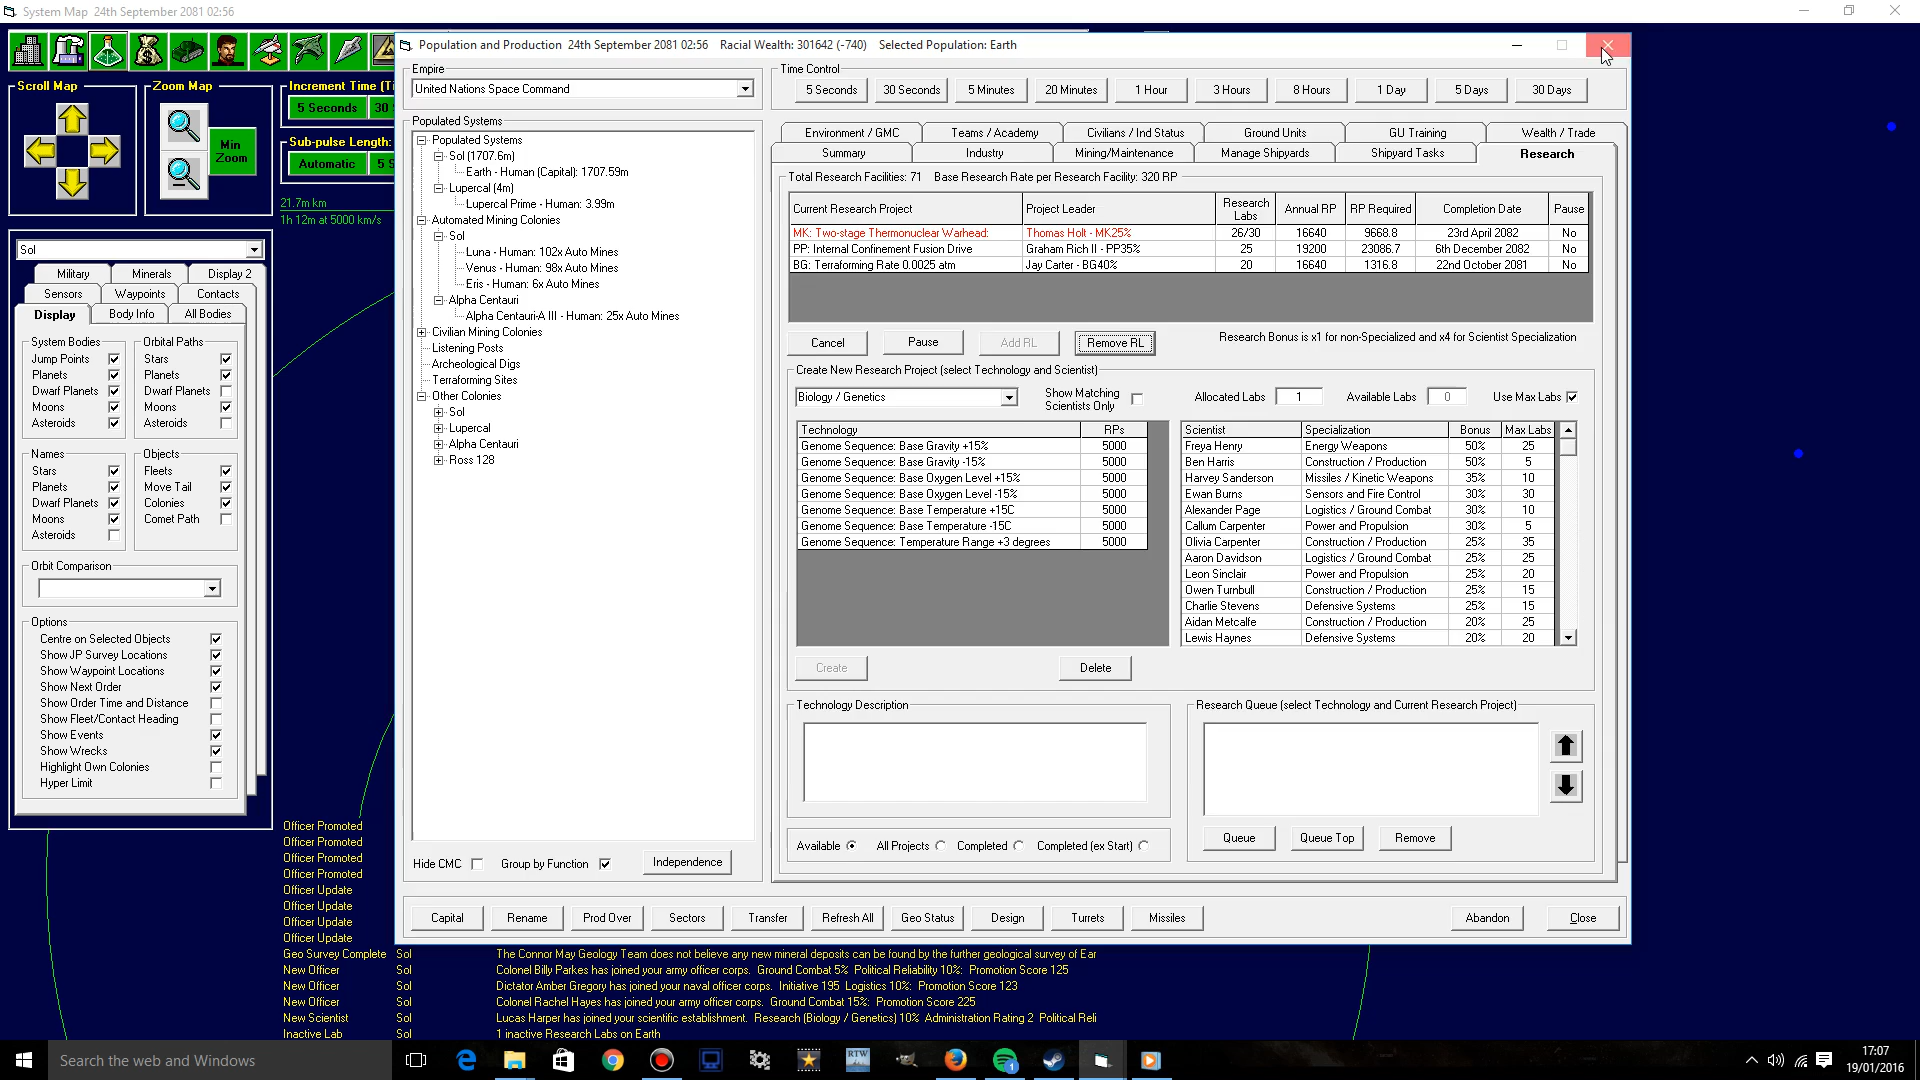 System Map  24th September 2081 02:56
Population and Production  24th September 2081 02:56  Racial Wealth: 301642 (-740)  Selected Population: Earth
Scroll Map
Zoom Map
Min Zoom
Increment Time (Ti
5 Seconds
30
Sub-pulse Length:
Automatic
5 S
21.7m km
1h 12m at 5000 km/s
Sol
Military
Minerals
Display 2
Sensors
Waypoints
Contacts
Display
Body Info
All Bodies
System Bodies
Jump Points
Planets
Dwarf Planets
Moons
Asteroids
Orbital Paths
Stars
Planets
Dwarf Planets
Moons
Asteroids
Names
Stars
Planets
Dwarf Planets
Moons
Asteroids
Objects
Fleets
Move Tail
Colonies
Comet Path
Orbit Comparison
Options
Centre on Selected Objects
Show JP Survey Locations
Show Waypoint Locations
Show Next Order
Show Order Time and Distance
Show Fleet/Contact Heading
Show Events
Show Wrecks
Highlight Own Colonies
Hyper Limit
Empire
United Nations Space Command
Populated Systems
Populated Systems
Sol (1707.6m)
Earth - Human (Capital): 1707.59m
Lupercal (4m)
Lupercal Prime - Human: 3.99m
Automated Mining Colonies
Sol
Luna - Human: 102x Auto Mines
Venus - Human: 98x Auto Mines
Eris - Human: 6x Auto Mines
Alpha Centauri
Alpha Centauri-A III - Human: 25x Auto Mines
Civilian Mining Colonies
Listening Posts
Archeological Digs
Terraforming Sites
Other Colonies
Sol
Lupercal
Alpha Centauri
Ross 128
Hide CMC
Group by Function
Independence
Time Control
5 Seconds
30 Seconds
5 Minutes
20 Minutes
1 Hour
3 Hours
8 Hours
1 Day
5 Days
30 Days
Environment / GMC
Teams / Academy
Civilians / Ind Status
Ground Units
GU Training
Wealth / Trade
Summary
Industry
Mining/Maintenance
Manage Shipyards
Shipyard Tasks
Research
Total Research Facilities: 71   Base Research Rate per Research Facility: 320 RP
Current Research Project  Project Leader  Research Labs  Annual RP  RP Required  Completion Date  Pause
MK: Two-stage Thermonuclear Warhead:  Thomas Holt - MK25%  26/30  16640  9668.8  23rd April 2082  No
PP: Internal Confinement Fusion Drive  Graham Rich II - PP35%  25  19200  23086.7  6th December 2082  No
BG: Terraforming Rate 0.0025 atm  Jay Carter - BG40%  20  16640  1316.8  22nd October 2081  No
Cancel
Pause
Add RL
Remove RL
Research Bonus is x1 for non-Specialized and x4 for Scientist Specialization
Create New Research Project (select Technology and Scientist)
Biology / Genetics
Show Matching Scientists Only
Allocated Labs  1
Available Labs  0
Use Max Labs
Technology  RPs
Genome Sequence: Base Gravity +15%  5000
Genome Sequence: Base Gravity -15%  5000
Genome Sequence: Base Oxygen Level +15%  5000
Genome Sequence: Base Oxygen Level -15%  5000
Genome Sequence: Base Temperature +15C  5000
Genome Sequence: Base Temperature -15C  5000
Genome Sequence: Temperature Range +3 degrees  5000
Scientist  Specialization  Bonus  Max Labs
Freya Henry  Energy Weapons  50%  25
Ben Harris  Construction / Production  50%  5
Harvey Sanderson  Missiles / Kinetic Weapons  35%  10
Ewan Burns  Sensors and Fire Control  30%  30
Alexander Page  Logistics / Ground Combat  30%  10
Callum Carpenter  Power and Propulsion  30%  5
Olivia Carpenter  Construction / Production  25%  35
Aaron Davidson  Logistics / Ground Combat  25%  25
Leon Sinclair  Power and Propulsion  25%  20
Owen Turnbull  Construction / Production  25%  15
Charlie Stevens  Defensive Systems  25%  15
Aidan Metcalfe  Construction / Production  20%  25
Lewis Haynes  Defensive Systems  20%  20
Create
Delete
Technology Description
Research Queue (select Technology and Current Research Project)
Available
All Projects
Completed
Completed (ex Start)
Queue
Queue Top
Remove
Capital
Rename
Prod Over
Sectors
Transfer
Refresh All
Geo Status
Design
Turrets
Missiles
Abandon
Close
Officer Promoted
Officer Promoted
Officer Promoted
Officer Promoted
Officer Update
Officer Update
Officer Update
Officer Update
Geo Survey Complete  Sol  The Connor May Geology Team does not believe any new mineral deposits can be found by the further geological survey of Ear
New Officer  Sol  Colonel Billy Parkes has joined your army officer corps.  Ground Combat 5%  Political Reliability 10%:  Promotion Score 125
New Officer  Sol  Dictator Amber Gregory has joined your naval officer corps.  Initiative 195  Logistics 10%:  Promotion Score 123
New Officer  Sol  Colonel Rachel Hayes has joined your army officer corps.  Ground Combat 15%:  Promotion Score 225
New Scientist  Sol  Lucas Harper has joined your scientific establishment.  Research (Biology / Genetics) 10%  Administration Rating 2  Political Reli
Inactive Lab  Sol  1 inactive Research Labs on Earth
Search the web and Windows
RTW
1
17:07
19/01/2016